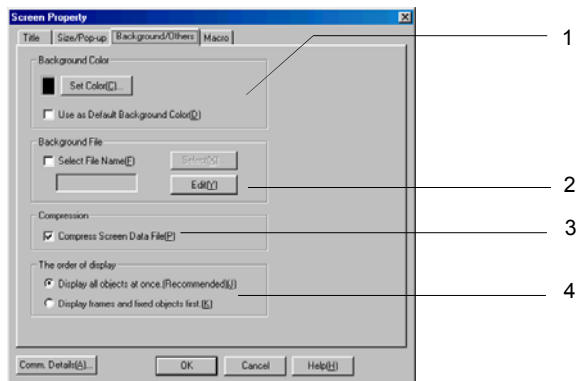 Screen Property
Title Size/Pop-up Background/Others Macro
Background Color
Set Color(C)...
Use as Default Background Color(D)
Background File
Select File Name(F)
Select(X)...
Edit(Y)
Compression
Compress Screen Data File(P)
The order of display
Display all objects at once.(Recommended)(J)
Display frames and fixed objects first.(K)
Comm. Details(A)... OK Cancel Help(H)
1
2
3
4